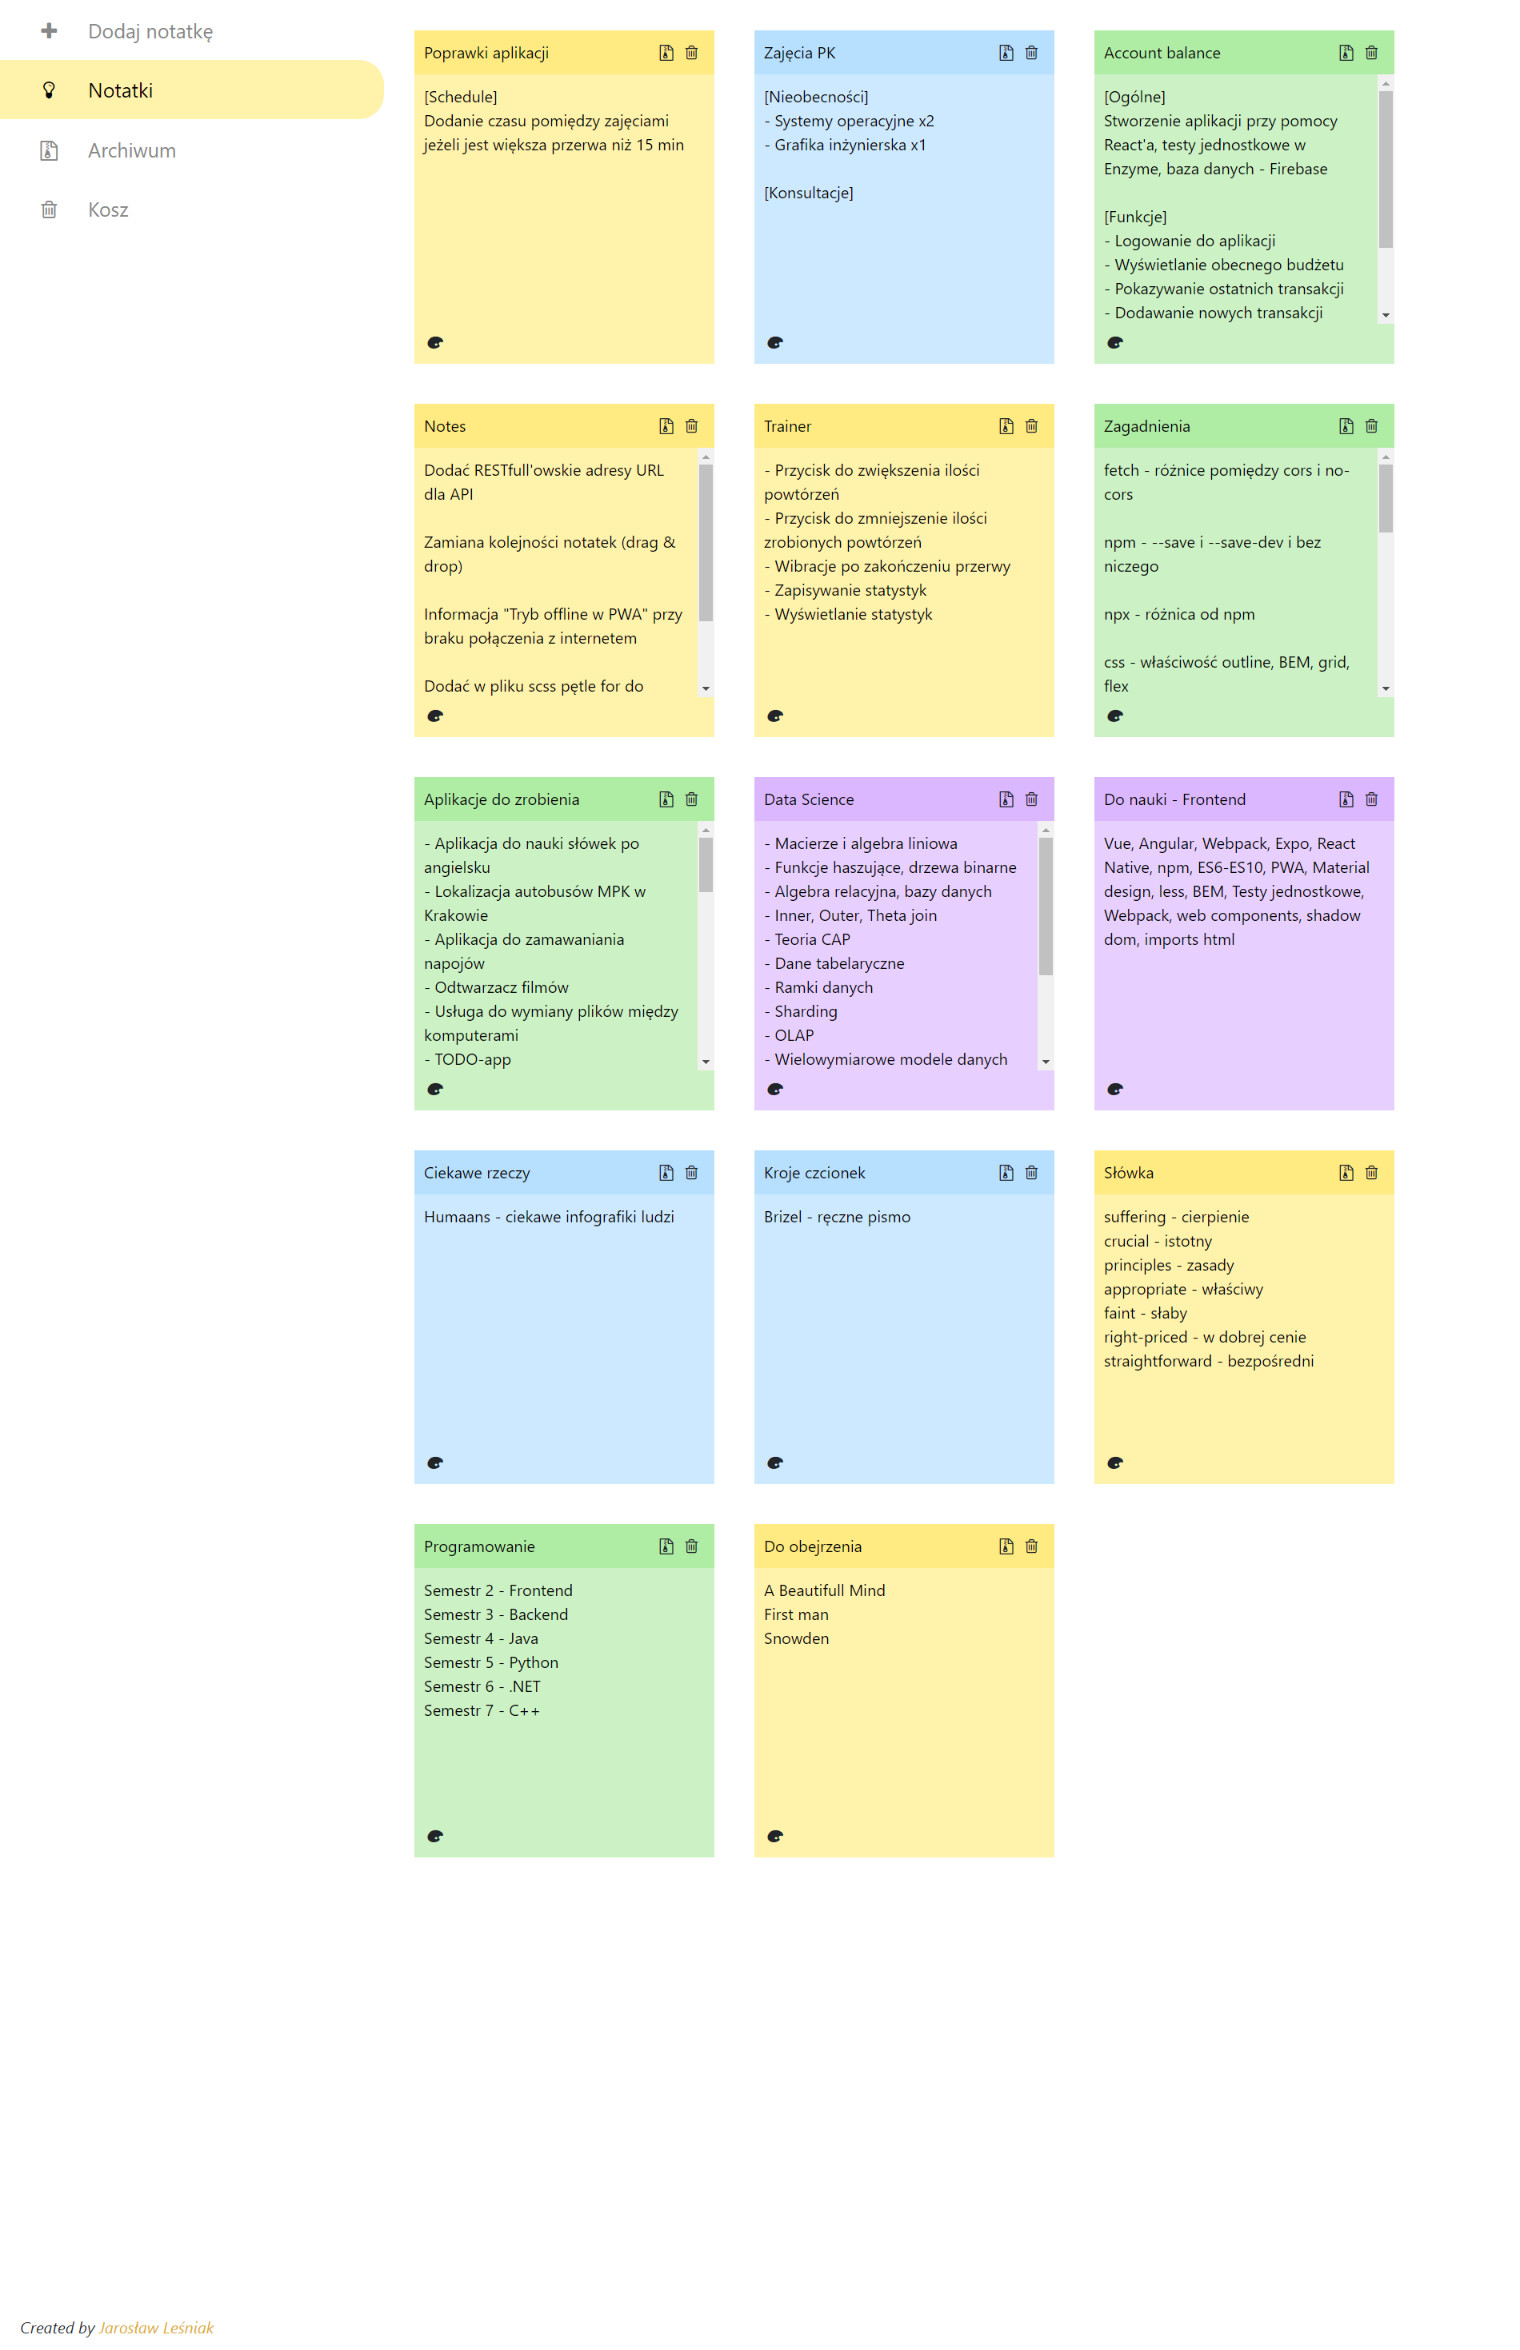 Dodaj notatkę
Notatki
Archiwum
Kosz
Poprawki aplikacji
[Schedule]
Dodanie czasu pomiędzy zajęciami
jeżeli jest większa przerwa niż 15 min
Zajęcia PK
[Nieobecności]
- Systemy operacyjne x2
- Grafika inżynierska x1
[Konsultacje]
Account balance
[Ogólne]
Stworzenie aplikacji przy pomocy
React'a, testy jednostkowe w
Enzyme, baza danych - Firebase
[Funkcje]
- Logowanie do aplikacji
- Wyświetlanie obecnego budżetu
- Pokazywanie ostatnich transakcji
- Dodawanie nowych transakcji
Notes
Dodać RESTfull'owskie adresy URL
dla API
Zamiana kolejności notatek (drag &
drop)
Informacja "Tryb offline w PWA" przy
braku połączenia z internetem
Dodać w pliku scss pętle for do
Trainer
- Przycisk do zwiększenia ilości
powtórzeń
- Przycisk do zmniejszenie ilości
zrobionych powtórzeń
- Wibracje po zakończeniu przerwy
- Zapisywanie statystyk
- Wyświetlanie statystyk
Zagadnienia
fetch - różnice pomiędzy cors i no-
cors
npm - --save i --save-dev i bez
niczego
npx - różnica od npm
css - właściwość outline, BEM, grid,
flex
Aplikacje do zrobienia
- Aplikacja do nauki słówek po
angielsku
- Lokalizacja autobusów MPK w
Krakowie
- Aplikacja do zamawaniania
napojów
- Odtwarzacz filmów
- Usługa do wymiany plików między
komputerami
- TODO-app
Data Science
- Macierze i algebra liniowa
- Funkcje haszujące, drzewa binarne
- Algebra relacyjna, bazy danych
- Inner, Outer, Theta join
- Teoria CAP
- Dane tabelaryczne
- Ramki danych
- Sharding
- OLAP
- Wielowymiarowe modele danych
Do nauki - Frontend
Vue, Angular, Webpack, Expo, React
Native, npm, ES6-ES10, PWA, Material
design, less, BEM, Testy jednostkowe,
Webpack, web components, shadow
dom, imports html
Ciekawe rzeczy
Humaans - ciekawe infografiki ludzi
Kroje czcionek
Brizel - ręczne pismo
Słówka
suffering - cierpienie
crucial - istotny
principles - zasady
appropriate - właściwy
faint - słaby
right-priced - w dobrej cenie
straightforward - bezpośredni
Programowanie
Semestr 2 - Frontend
Semestr 3 - Backend
Semestr 4 - Java
Semestr 5 - Python
Semestr 6 - .NET
Semestr 7 - C++
Do obejrzenia
A Beautifull Mind
First man
Snowden
Created by Jarosław Leśniak